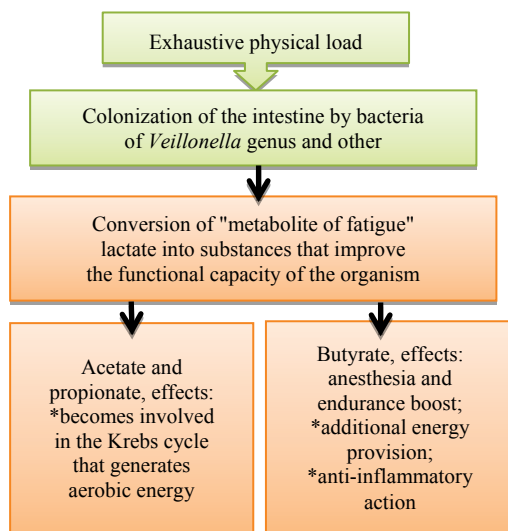 Exhaustive physical load
Colonization of the intestine by bacteria
of Veillonella genus and other
Conversion of "metabolite of fatigue"
lactate into substances that improve
the functional capacity of the organism
Acetate and
propionate, effects:
*becomes involved
in the Krebs cycle
that generates
aerobic energy
Butyrate, effects:
anesthesia and
endurance boost;
*additional energy
provision;
*anti-inflammatory
action